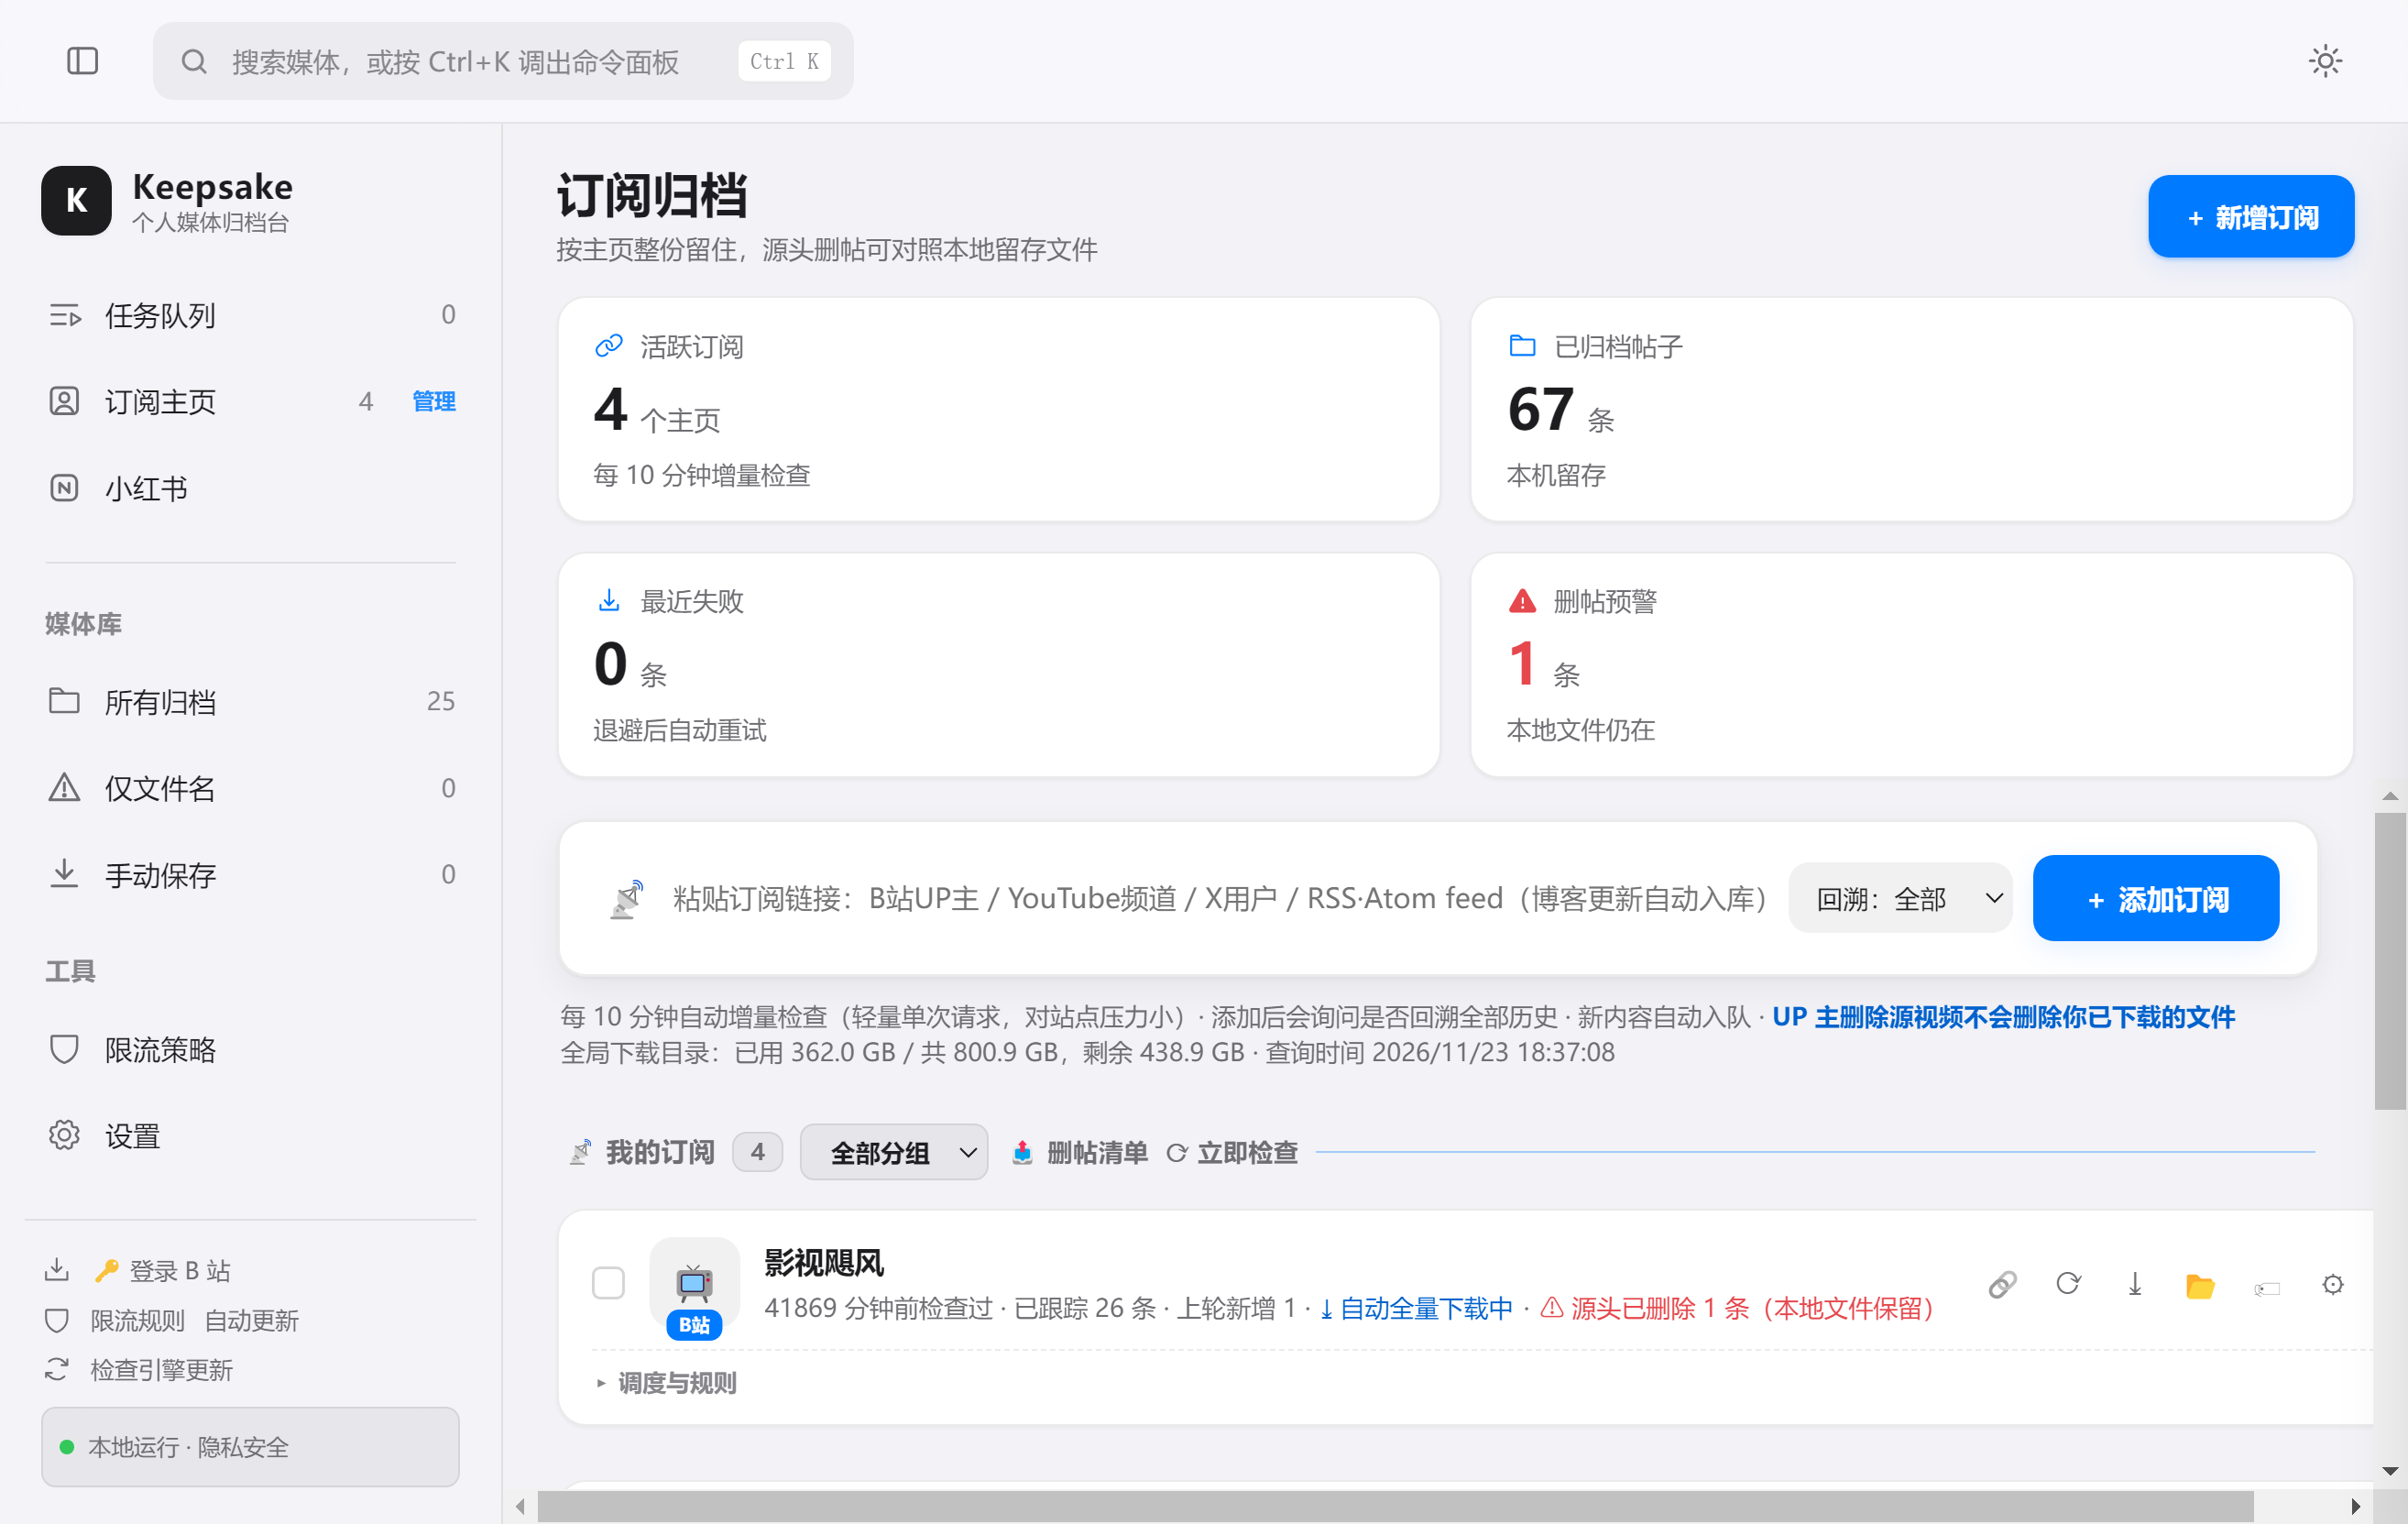 搜索媒体，或按 Ctrl+K 调出命令面板 Ctrl K
K
Keepsake
个人媒体归档台
任务队列 0
订阅主页 4 管理
小红书
媒体库
所有归档 25
仅文件名 0
手动保存 0
工具
限流策略
设置
🔑 登录 B 站
限流规则 自动更新
检查引擎更新
本地运行 · 隐私安全
订阅归档
按主页整份留住，源头删帖可对照本地留存文件
+ 新增订阅
活跃订阅
4 个主页
每 10 分钟增量检查
已归档帖子
67 条
本机留存
最近失败
0 条
退避后自动重试
删帖预警
1 条
本地文件仍在
粘贴订阅链接：B站UP主 / YouTube频道 / X用户 / RSS·Atom feed（博客更新自动入库）
回溯：全部
+ 添加订阅
每 10 分钟自动增量检查（轻量单次请求，对站点压力小）· 添加后会询问是否回溯全部历史 · 新内容自动入队 · UP 主删除源视频不会删除你已下载的文件
全局下载目录：已用 362.0 GB / 共 800.9 GB，剩余 438.9 GB · 查询时间 2026/11/23 18:37:08
我的订阅 4 全部分组 删帖清单 立即检查
影视飓风
B站
41869 分钟前检查过 · 已跟踪 26 条 · 上轮新增 1 · ↓自动全量下载中 · ⚠ 源头已删除 1 条（本地文件保留）
▸ 调度与规则